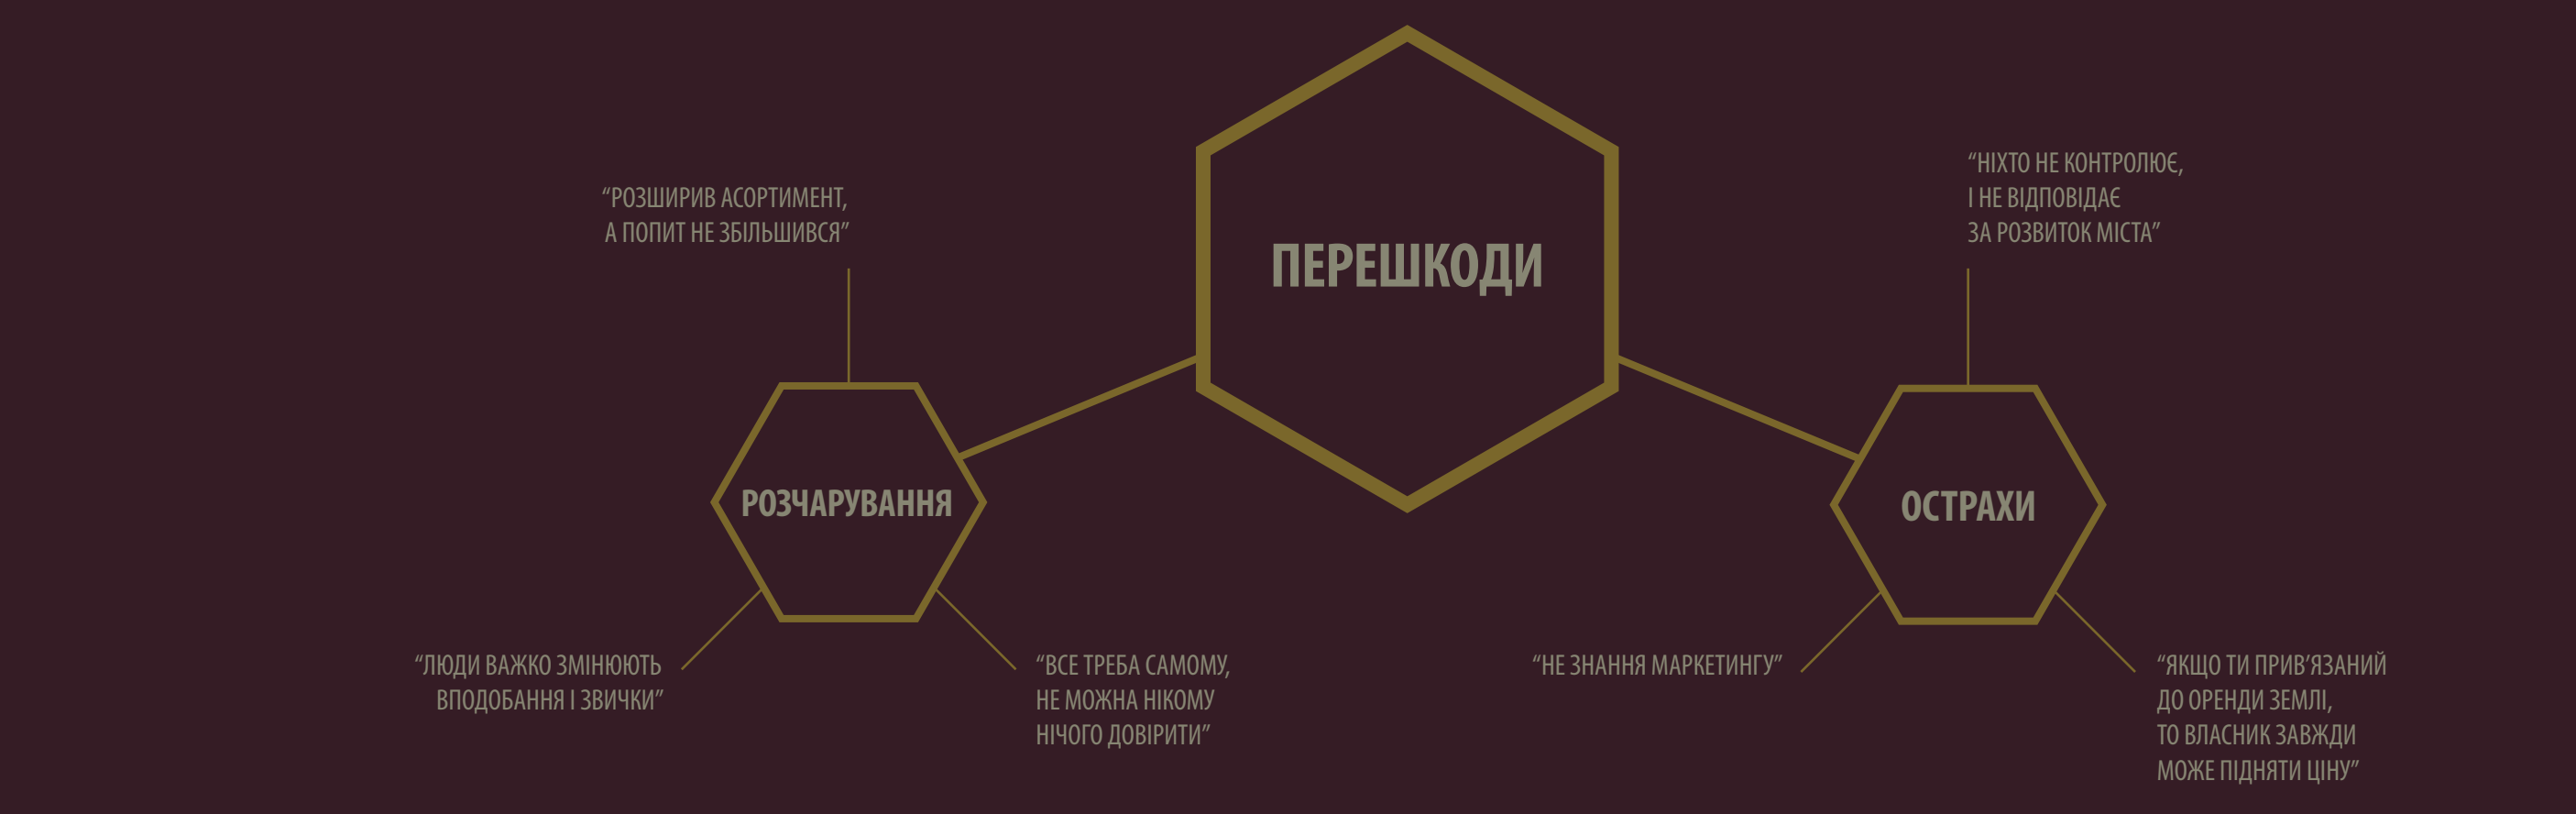 ПЕРЕШКОДИ
РОЗЧАРУВАННЯ
“РОЗШИРИВ АСОРТИМЕНТ,
А ПОПИТ НЕ ЗБІЛЬШИВСЯ”
“ЛЮДИ ВАЖКО ЗМІНЮЮТЬ
ВПОДОБАННЯ І ЗВИЧКИ”
“ВСЕ ТРЕБА САМОМУ,
НЕ МОЖНА НІКОМУ
НІЧОГО ДОВІРИТИ”
ОСТРАХИ
“НІХТО НЕ КОНТРОЛЮЄ,
І НЕ ВІДПОВІДАЄ
ЗА РОЗВИТОК МІСТА”
“НЕ ЗНАННЯ МАРКЕТИНГУ”
“ЯКЩО ТИ ПРИВ’ЯЗАНИЙ
ДО ОРЕНДИ ЗЕМЛІ,
ТО ВЛАСНИК ЗАВЖДИ
МОЖЕ ПІДНЯТИ ЦІНУ”